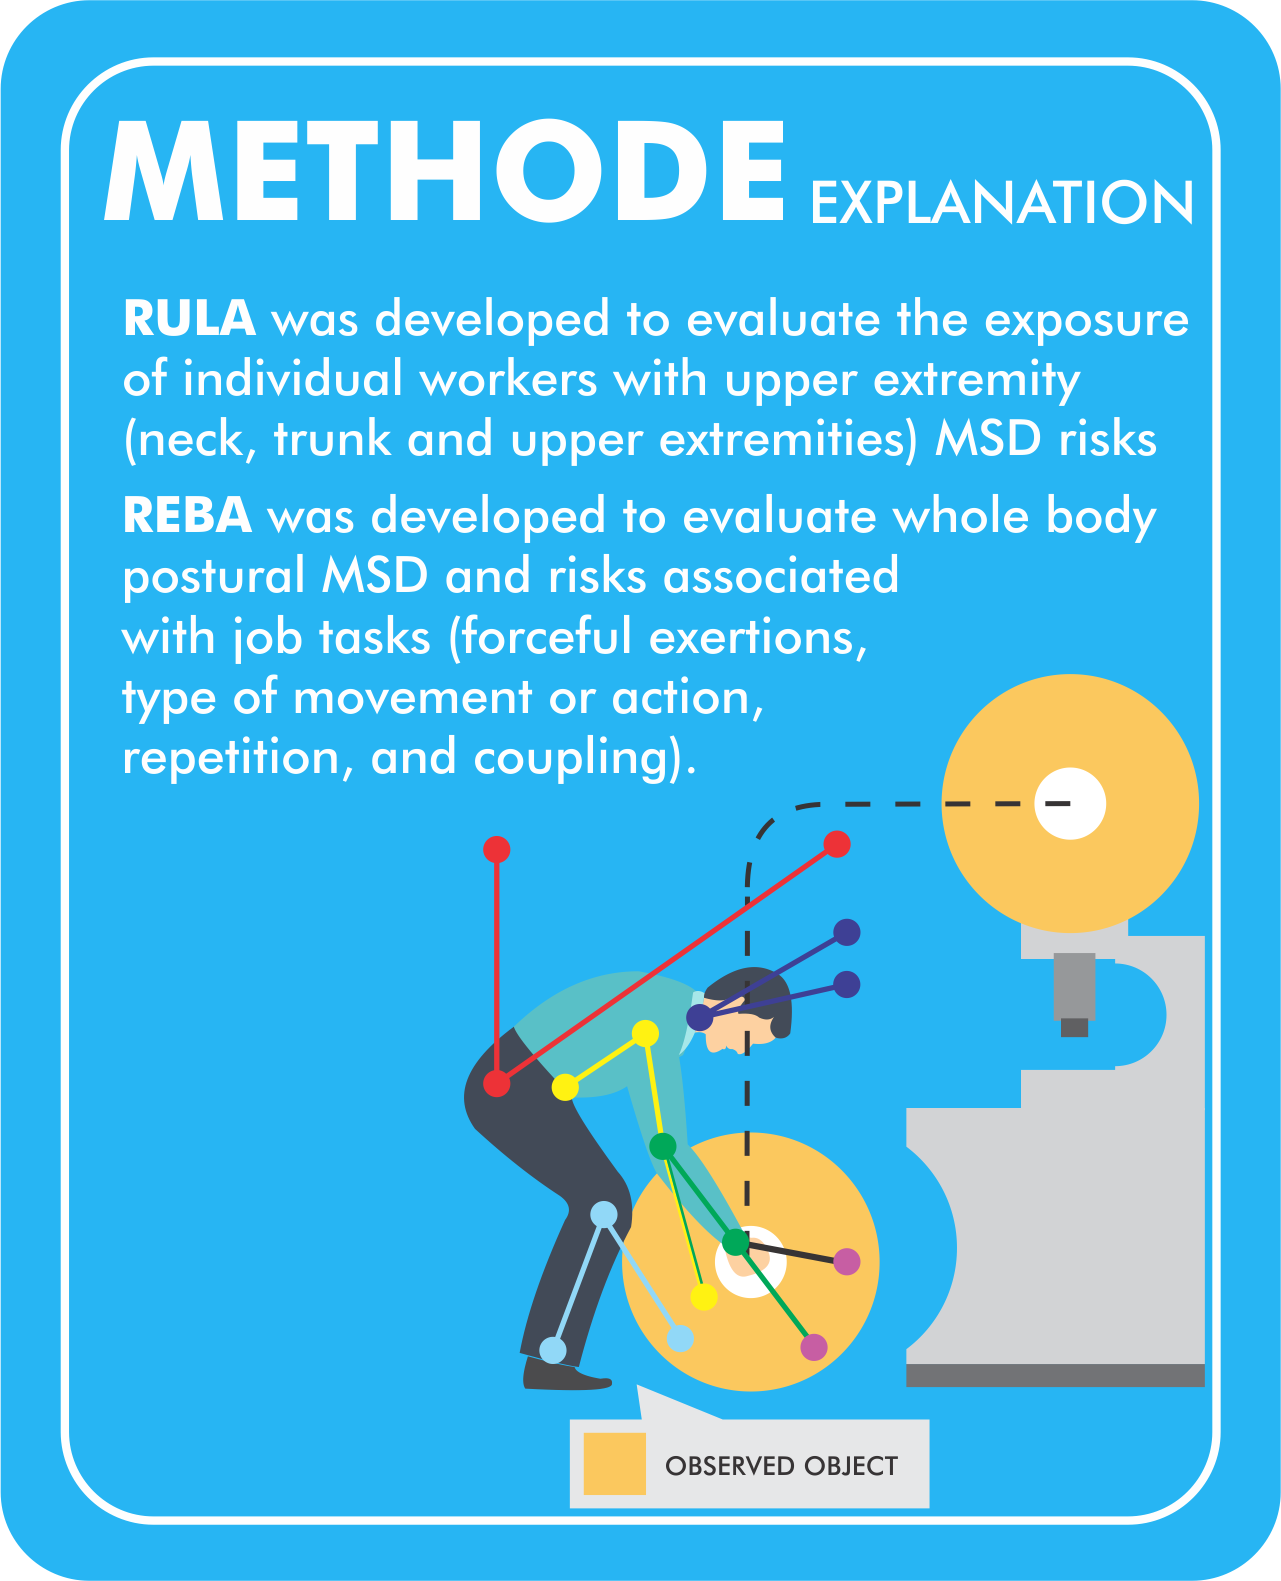 METHODE EXPLANATION
RULA was developed to evaluate the exposure
of individual workers with upper extremity
(neck, trunk and upper extremities) MSD risks
REBA was developed to evaluate whole body
postural MSD and risks associated
with job tasks (forceful exertions,
type of movement or action,
repetition, and coupling).
OBSERVED OBJECT